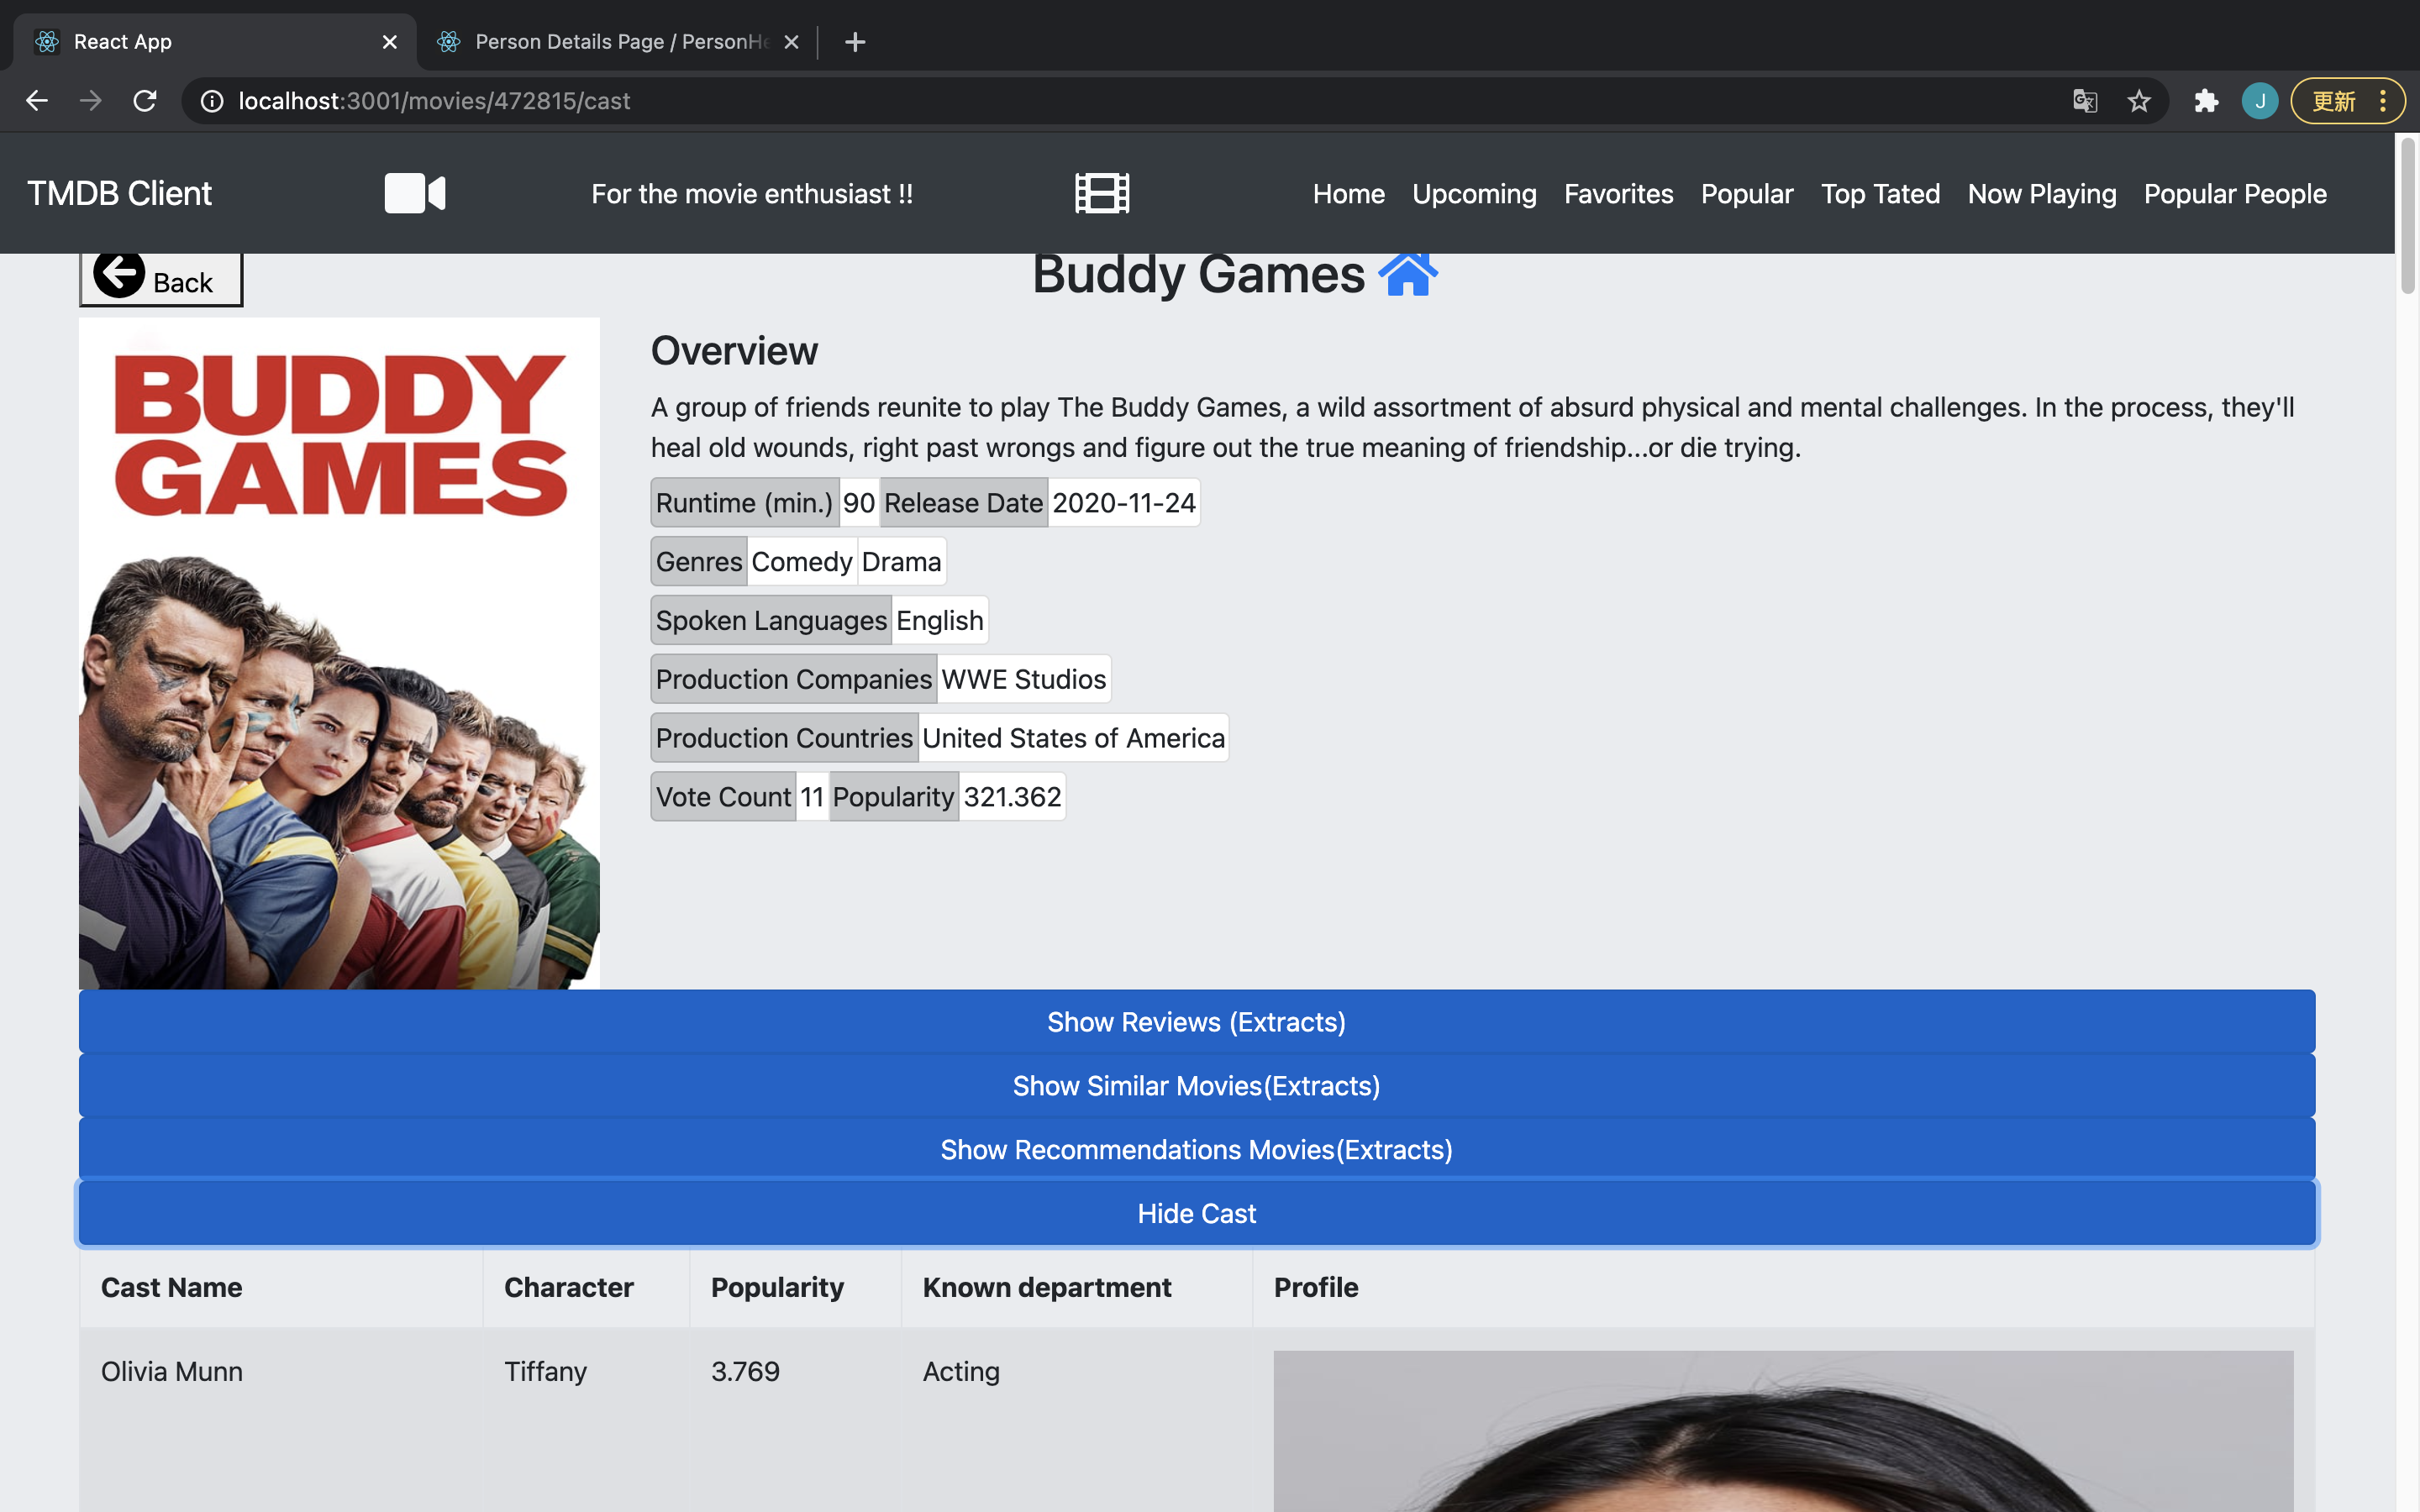 React App
Person Details Page / PersonHe
localhost:3001/movies/472815/cast
J
更新
TMDB Client
For the movie enthusiast !!
Home Upcoming Favorites Popular Top Tated Now Playing Popular People
Back
Buddy Games
BUDDY
GAMES
Overview
A group of friends reunite to play The Buddy Games, a wild assortment of absurd physical and mental challenges. In the process, they'll
heal old wounds, right past wrongs and figure out the true meaning of friendship...or die trying.
Runtime (min.) 90 Release Date 2020-11-24
Genres Comedy Drama
Spoken Languages English
Production Companies WWE Studios
Production Countries United States of America
Vote Count 11 Popularity 321.362
Show Reviews (Extracts)
Show Similar Movies(Extracts)
Show Recommendations Movies(Extracts)
Hide Cast
Cast Name Character Popularity Known department Profile
Olivia Munn Tiffany 3.769 Acting